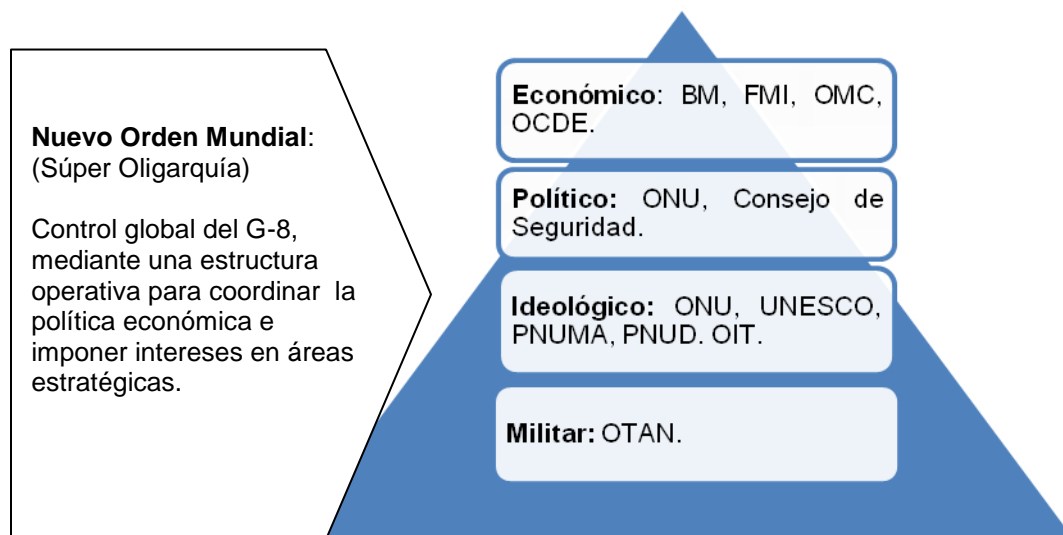 Nuevo Orden Mundial:
(Súper Oligarquía)
Control global del G-8,
mediante una estructura
operativa para coordinar la
política económica e
imponer intereses en áreas
estratégicas.
Económico: BM, FMI, OMC,
OCDE.
Político: ONU, Consejo de
Seguridad.
Ideológico: ONU, UNESCO,
PNUMA, PNUD. OIT.
Militar: OTAN.